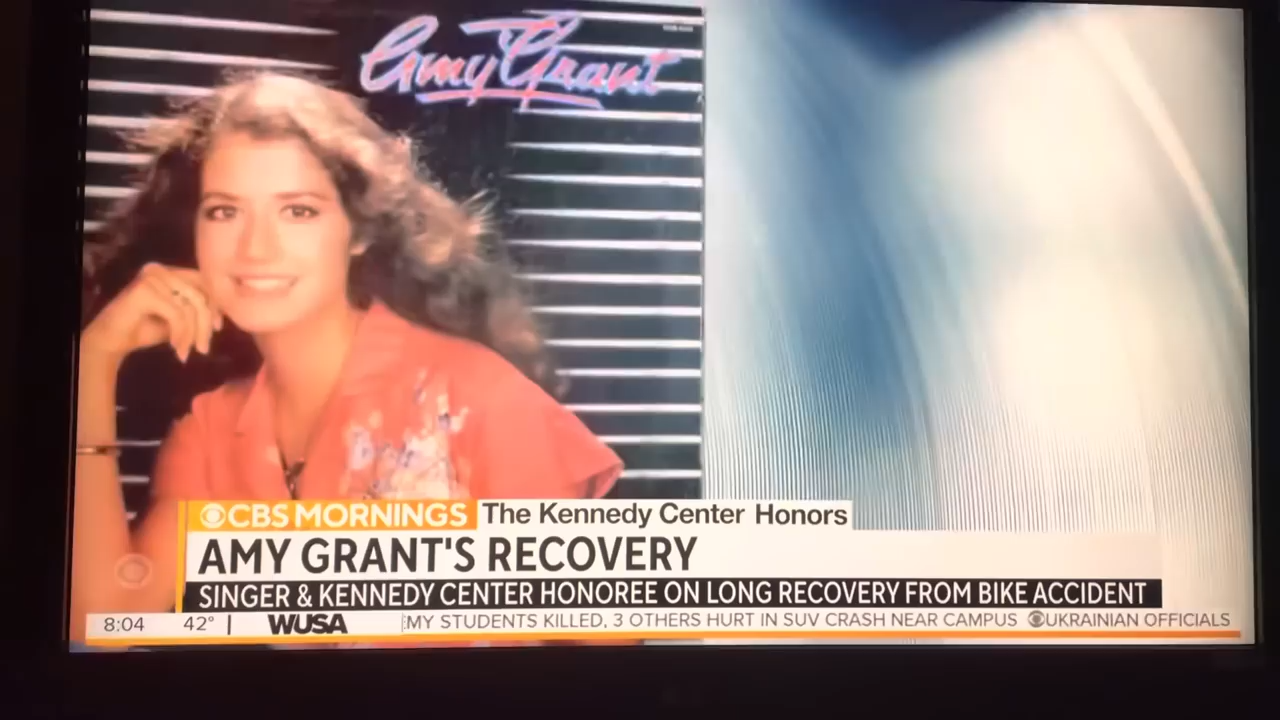 Amy Grant
CBS MORNINGS The Kennedy Center Honors
AMY GRANT'S RECOVERY
SINGER & KENNEDY CENTER HONOREE ON LONG RECOVERY FROM BIKE ACCIDENT
8:04 42° WUSA MY STUDENTS KILLED, 3 OTHERS HURT IN SUV CRASH NEAR CAMPUS UKRAINIAN OFFICIALS